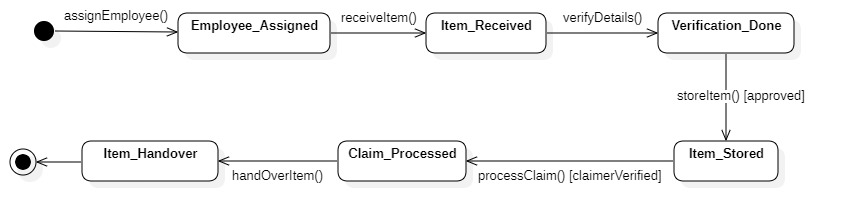 assignEmployee()
Employee_Assigned
receiveItem()
Item_Received
verifyDetails()
Verification_Done
storeItem() [approved]
Item_Handover
handOverItem()
Claim_Processed
processClaim() [claimerVerified]
Item_Stored